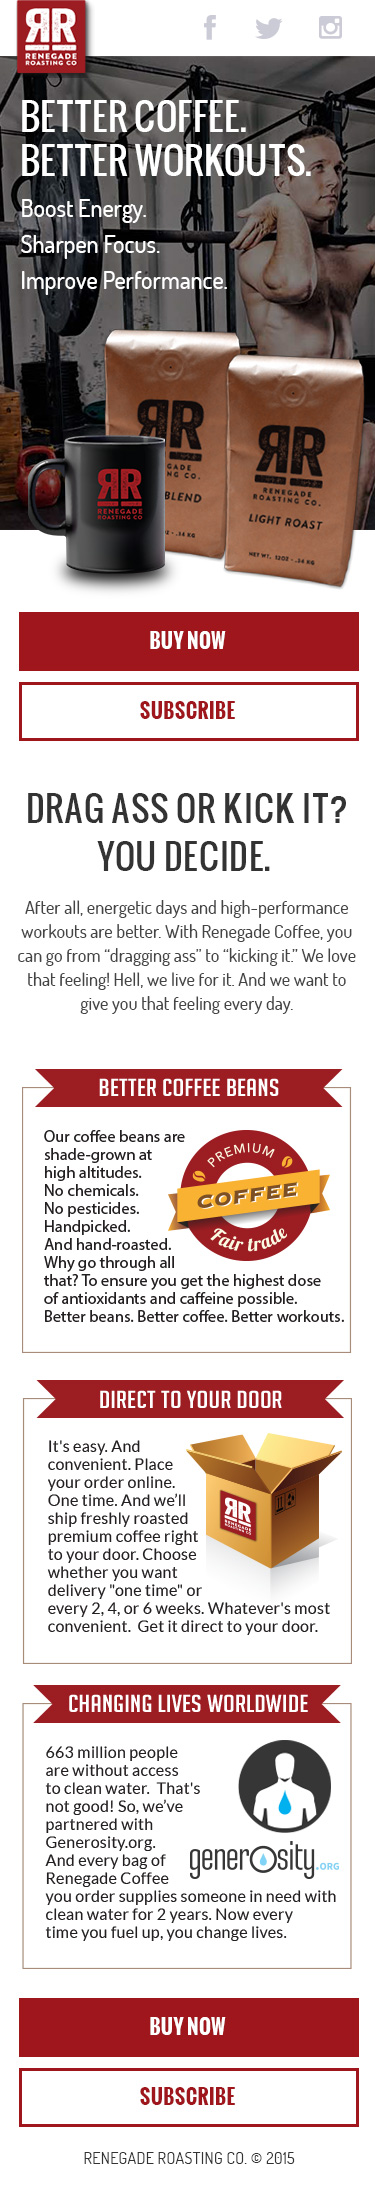 RR
RENEGADE
ROASTING CO
BETTER COFFEE.
BETTER WORKOUTS.
Boost Energy.
Sharpen Focus.
Improve Performance.
RR
GADE
NG CO.
BLEND
RR
RENEGADE
ROASTING CO.
LIGHT ROAST
NET WT. 12OZ - .34 KG
RR
RENEGADE
ROASTING CO
BUY NOW
SUBSCRIBE
DRAG ASS OR KICK IT?
YOU DECIDE.
After all, energetic days and high-performance
workouts are better. With Renegade Coffee, you
can go from “dragging ass” to “kicking it.” We love
that feeling! Hell, we live for it. And we want to
give you that feeling every day.
BETTER COFFEE BEANS
Our coffee beans are
shade-grown at
high altitudes.
No chemicals.
No pesticides.
Handpicked.
And hand-roasted.
Why go through all
that? To ensure you get the highest dose
of antioxidants and caffeine possible.
Better beans. Better coffee. Better workouts.
PREMIUM
COFFEE
Fair trade
DIRECT TO YOUR DOOR
It's easy. And
convenient. Place
your order online.
One time. And we’ll
ship freshly roasted
premium coffee right
to your door. Choose
whether you want
delivery "one time" or
every 2, 4, or 6 weeks. Whatever's most
convenient.  Get it direct to your door.
RR
RENEGADE
ROASTING CO
CHANGING LIVES WORLDWIDE
663 million people
are without access
to clean water.  That's
not good! So, we’ve
partnered with
Generosity.org.
And every bag of
Renegade Coffee
you order supplies someone in need with
clean water for 2 years. Now every
time you fuel up, you change lives.
generosity.ORG
BUY NOW
SUBSCRIBE
RENEGADE ROASTING CO. © 2015